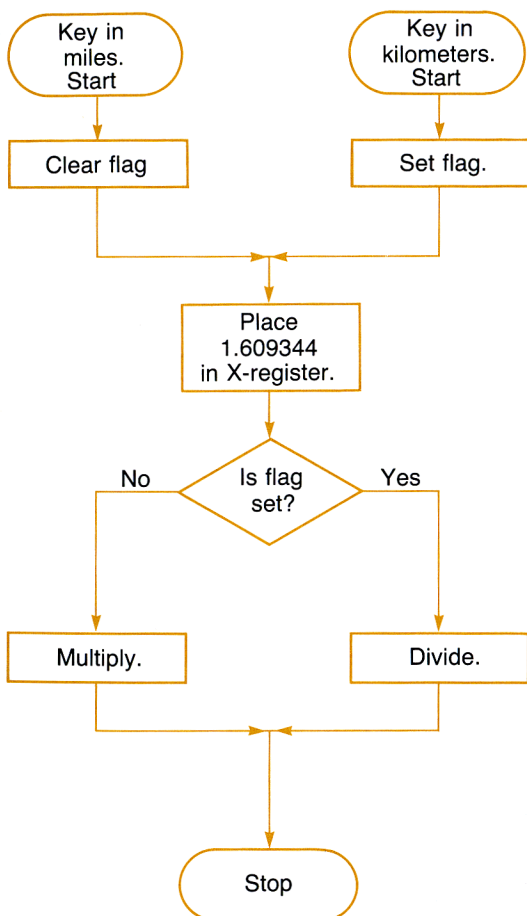 Key in
miles.
Start
Key in
kilometers.
Start
Clear flag
Set flag.
Place
1.609344
in X-register.
Is flag
set?
No
Yes
Multiply.
Divide.
Stop